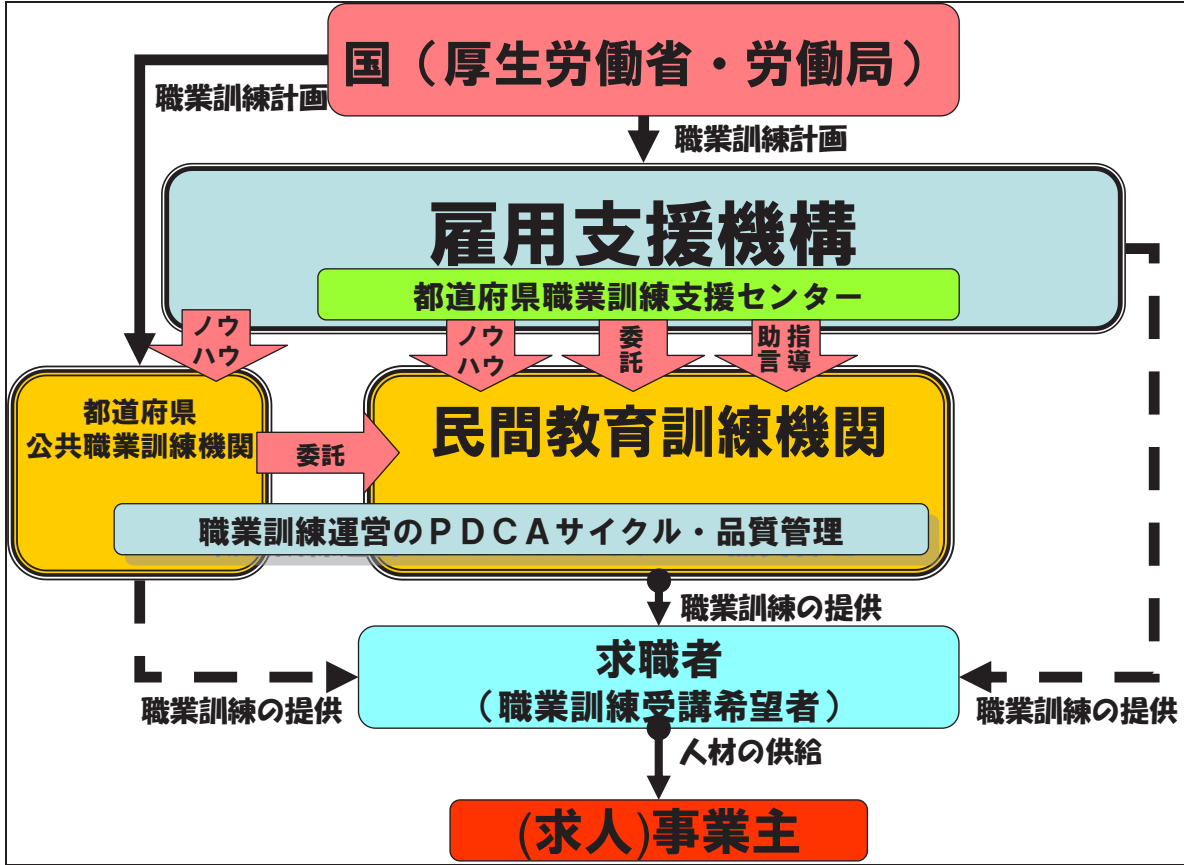 国（厚生労働省・労働局）
職業訓練計画
職業訓練計画
雇用支援機構
都道府県職業訓練支援センター
ノウ
ハウ
ノウ
ハウ
委
託
指導
助言
都道府県
公共職業訓練機関
委託
民間教育訓練機関
職業訓練運営のＰＤＣＡサイクル・品質管理
職業訓練の提供
求職者
（職業訓練受講希望者）
職業訓練の提供
職業訓練の提供
人材の供給
(求人)事業主